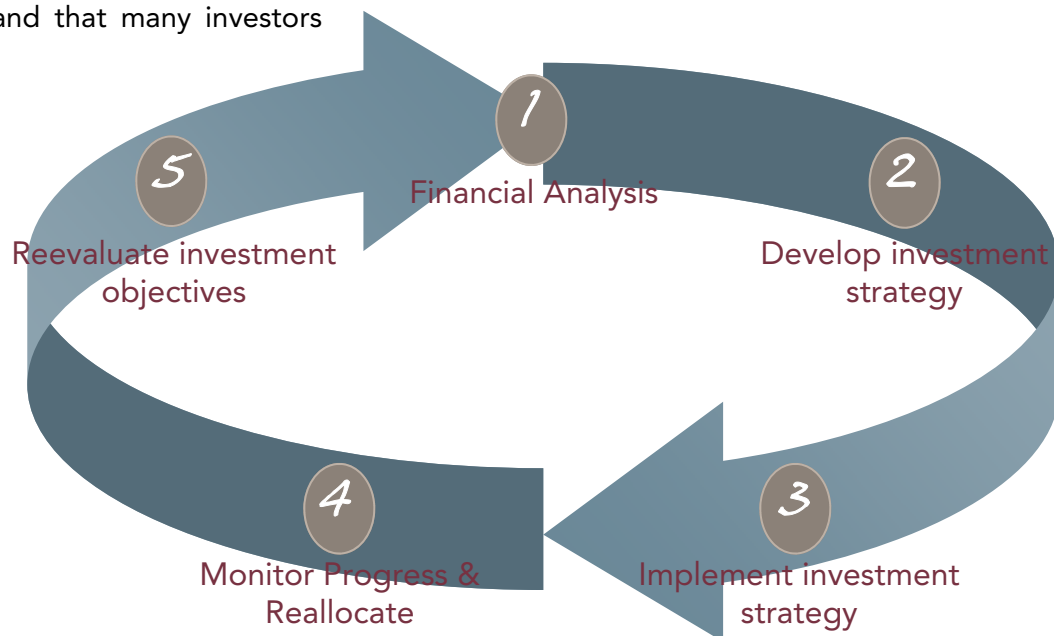 and that many investors
1
Financial Analysis
2
Develop investment
strategy
3
Implement investment
strategy
4
Monitor Progress &
Reallocate
5
Reevaluate investment
objectives